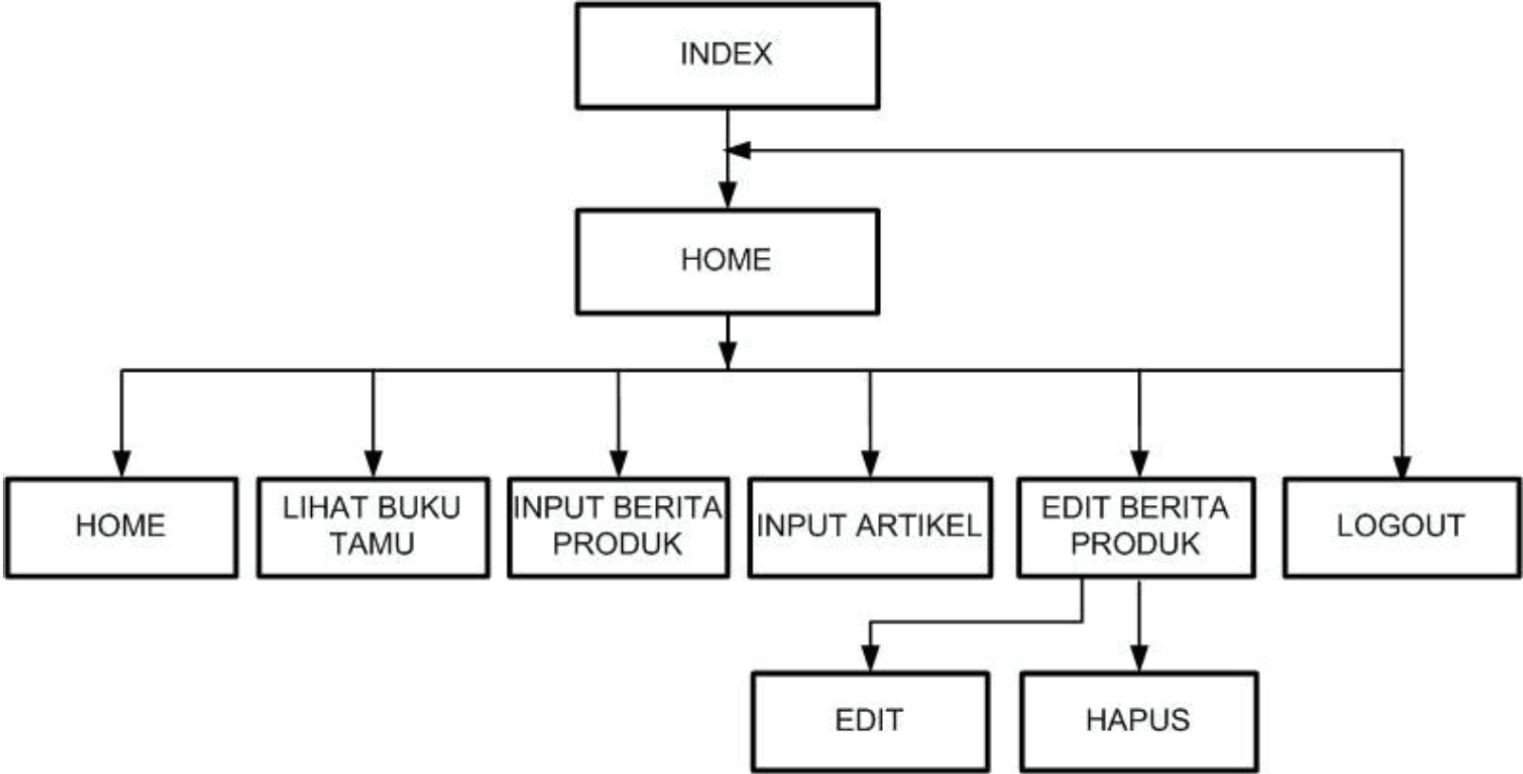 INDEX
HOME
HOME
LIHAT BUKU
TAMU
INPUT BERITA
PRODUK
INPUT ARTIKEL
EDIT BERITA
PRODUK
LOGOUT
EDIT
HAPUS